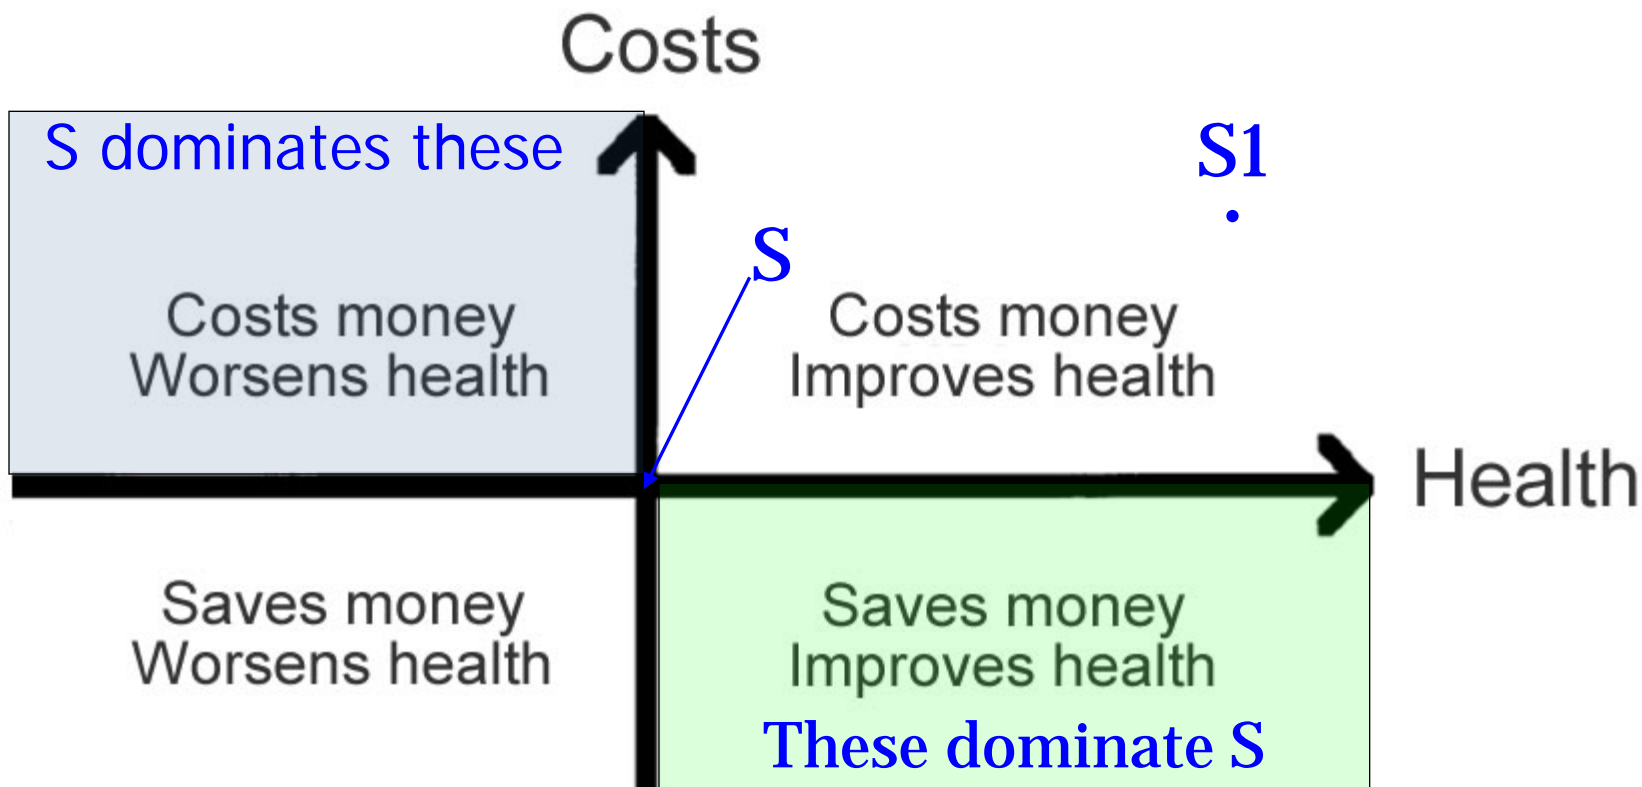 Costs
S dominates these
S1
S
Costs money
Worsens health
Costs money
Improves health
Health
Saves money
Worsens health
Saves money
Improves health
These dominate S